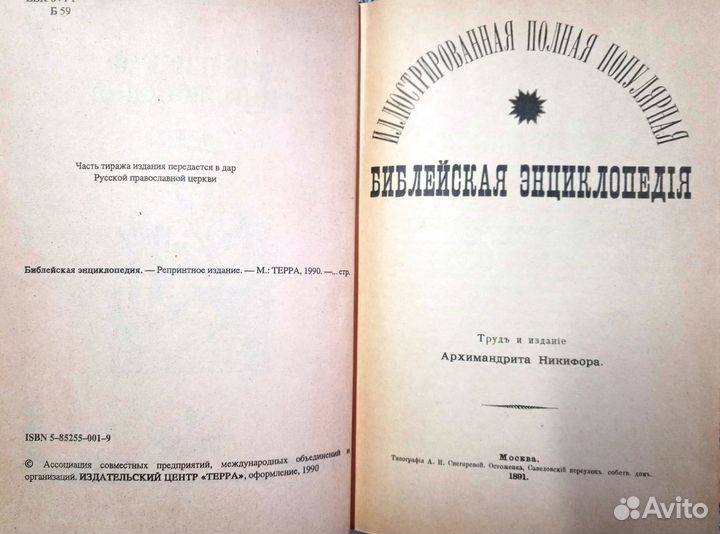 Б 59
Часть тиража издания передается в дар
Русской православной церкви
Библейская энциклопедия. — Репринтное издание. — М.: ТЕРРА, 1990. —... стр.
ISBN 5-85255-001-9
© Ассоциация совместных предприятий, международных объединений и
организаций. ИЗДАТЕЛЬСКИЙ ЦЕНТР «ТЕРРА», оформление, 1990
ИЛЛЮСТРИРОВАННАЯ ПОЛНАЯ ПОПУЛЯРНАЯ
БИБЛЕЙСКАЯ ЭНЦИКЛОПЕДІЯ
Трудъ и изданіе
Архимандрита Никифора.
Москва.
Типографія А. И. Снегиревой. Остоженка, Савеловскій переулокъ собств. домъ.
1891.
Avito